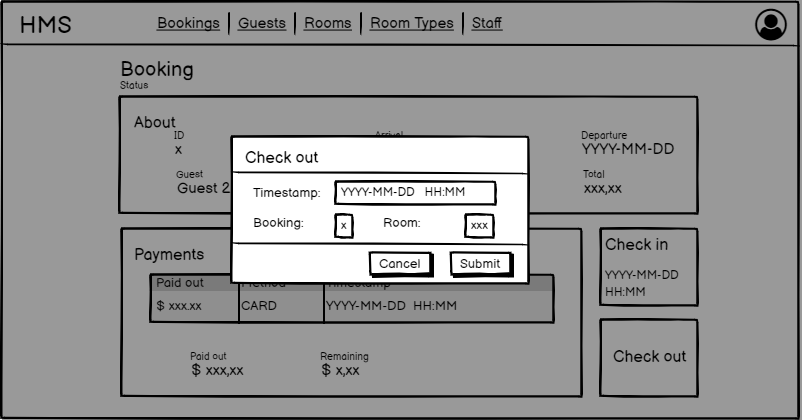 HMS Bookings Guests Rooms Room Types Staff
Booking
Status
About
ID Departure
x YYYY-MM-DD
Guest Total
Guest 2 xxx,xx
Check out
Timestamp: YYYY-MM-DD HH:MM
Booking: x Room: xxx
Cancel Submit
Payments
Paid out Method Timestamp
$ xxx.xx CARD YYYY-MM-DD HH:MM
Paid out Remaining
$ xxx,xx $ x,xx
Check in
YYYY-MM-DD
HH:MM
Check out